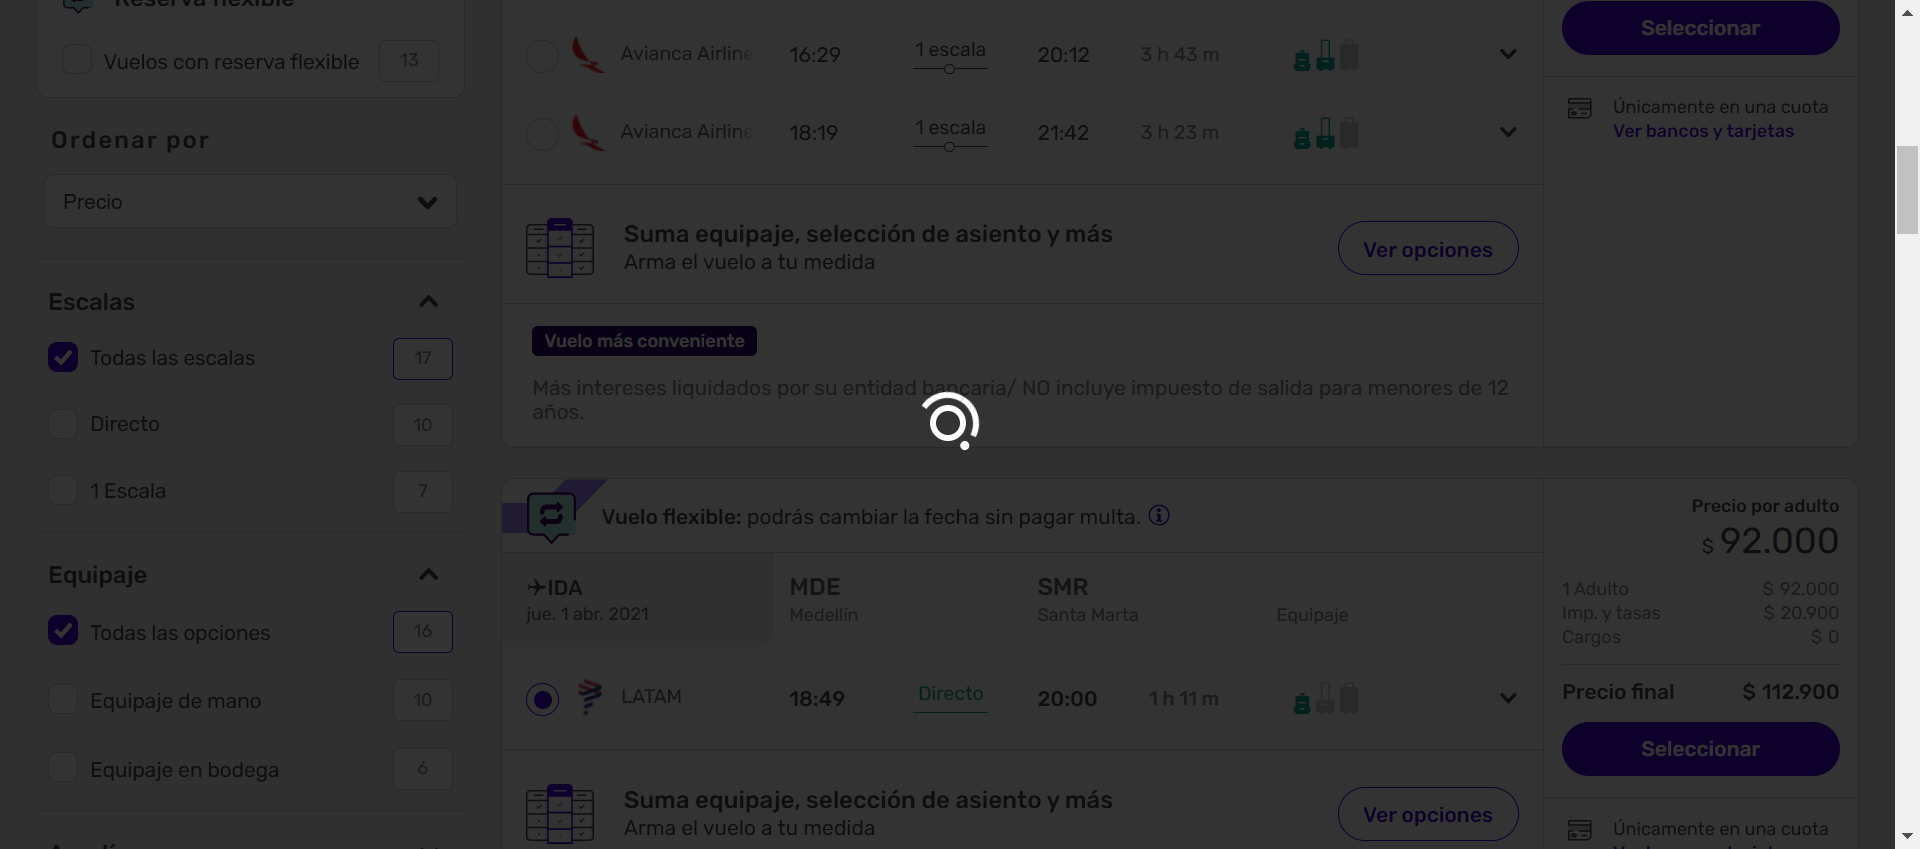 Reserva flexible
Vuelos con reserva flexible 13
Ordenar por
Precio
Escalas
Todas las escalas 17
Directo 10
1 Escala 7
Equipaje
Todas las opciones 16
Equipaje de mano 10
Equipaje en bodega 6
Avianca Airline 16:29 1 escala 20:12 3 h 43 m
Avianca Airline 18:19 1 escala 21:42 3 h 23 m
Suma equipaje, selección de asiento y más
Arma el vuelo a tu medida
Ver opciones
Vuelo más conveniente
Más intereses liquidados por su entidad bancaria/ NO incluye impuesto de salida para menores de 12
años.
Seleccionar
Únicamente en una cuota
Ver bancos y tarjetas
Vuelo flexible: podrás cambiar la fecha sin pagar multa.
IDA MDE SMR
jue. 1 abr. 2021 Medellín Santa Marta Equipaje
LATAM 18:49 Directo 20:00 1 h 11 m
Suma equipaje, selección de asiento y más
Arma el vuelo a tu medida
Ver opciones
Precio por adulto
$ 92.000
1 Adulto $ 92.000
Imp. y tasas $ 20.900
Cargos $ 0
Precio final $ 112.900
Seleccionar
Únicamente en una cuota